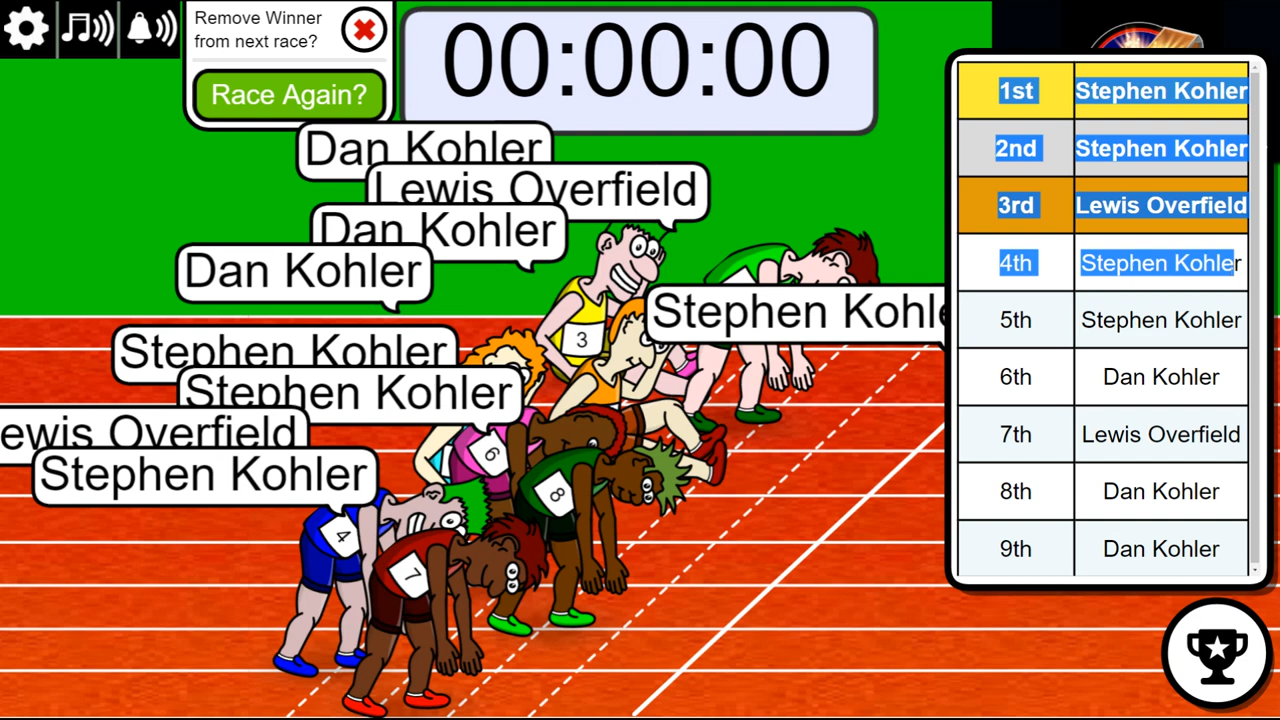 Remove Winner
from next race?
Race Again?
00:00:00
Dan Kohler
Lewis Overfield
Dan Kohler
Dan Kohler
Stephen Kohler
Stephen Kohle
Stephen Kohler
ewis Overfield
Stephen Kohler
3
6
8
4
7
1st Stephen Kohler
2nd Stephen Kohler
3rd Lewis Overfield
4th Stephen Kohler
5th Stephen Kohler
6th Dan Kohler
7th Lewis Overfield
8th Dan Kohler
9th Dan Kohler